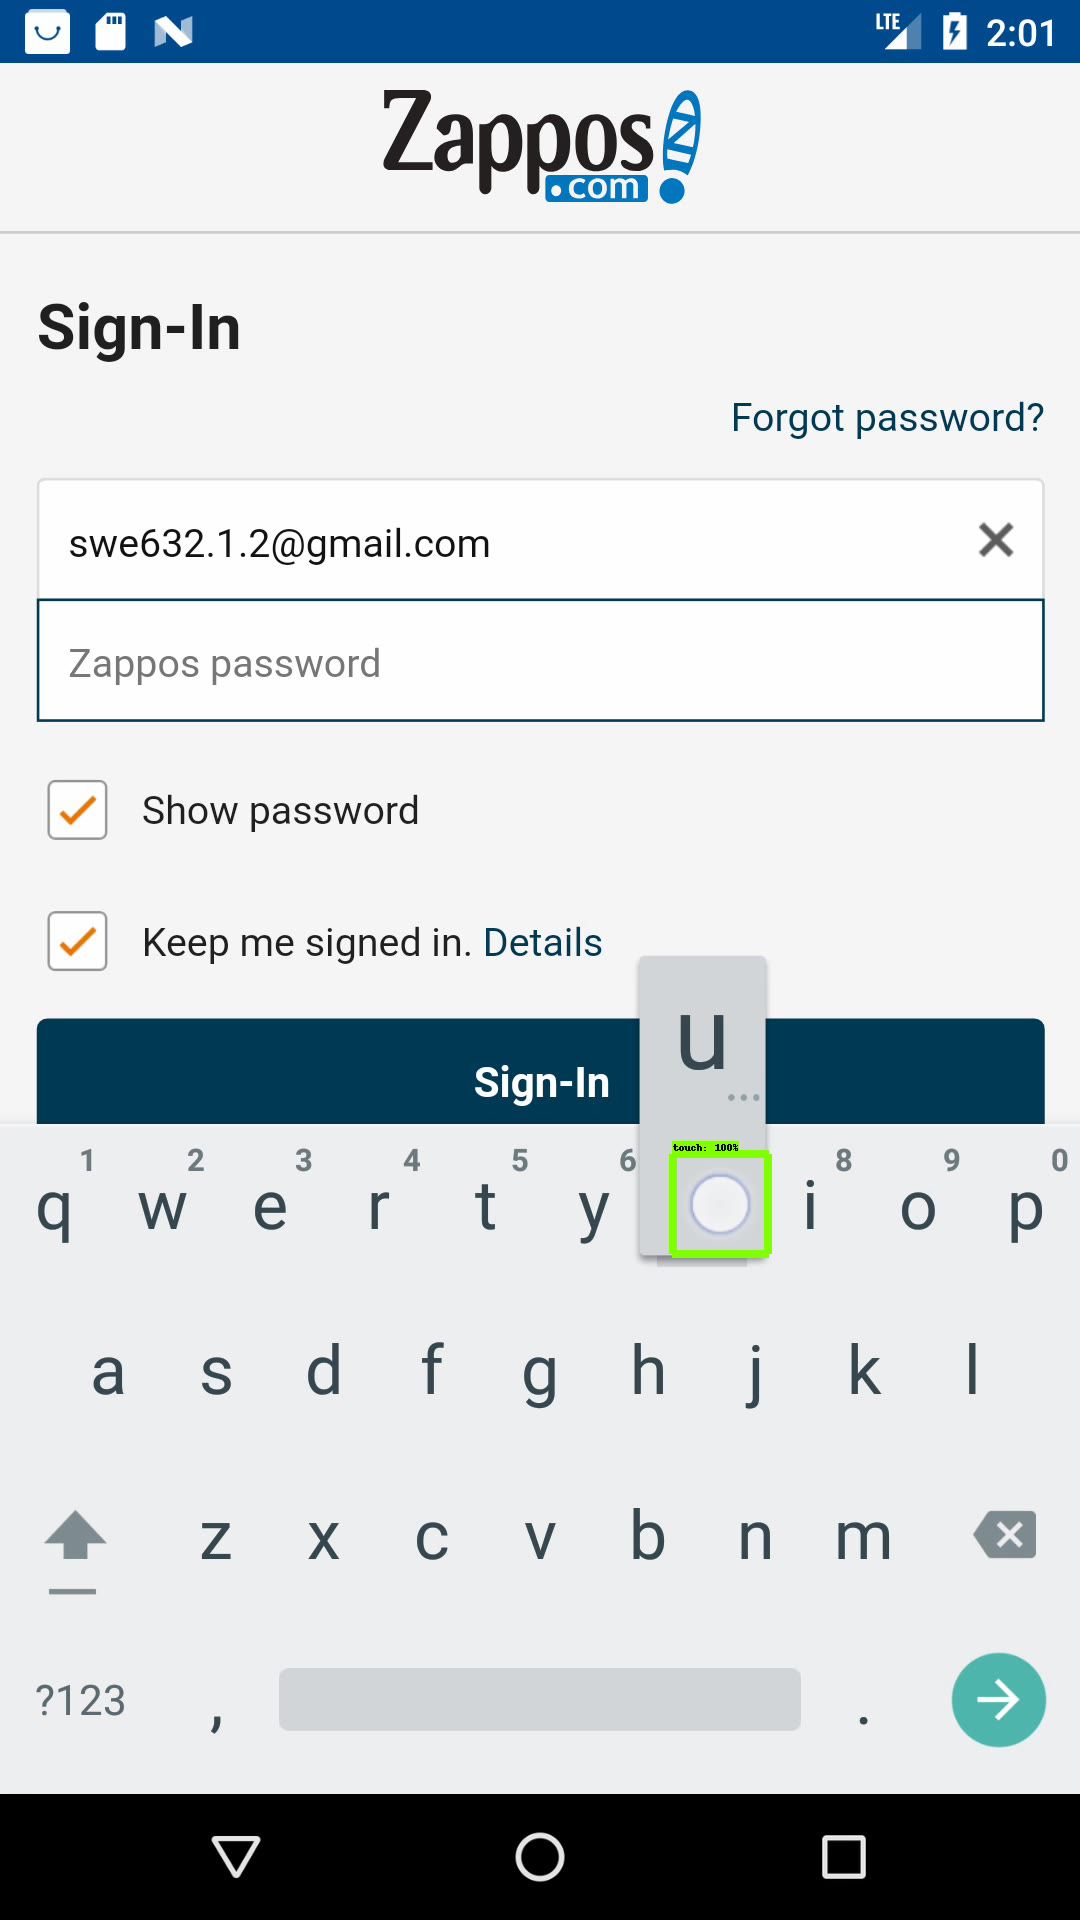 LTE 2:01
Zappos
.com
Sign-In
Forgot password?
swe632.1.2@gmail.com
Zappos password
Show password
Keep me signed in. Details
u
Sign-In
touch: 100%
1 2 3 4 5 6 8 9 0
q w e r t y i o p
a s d f g h j k l
z x c v b n m
?123 , .